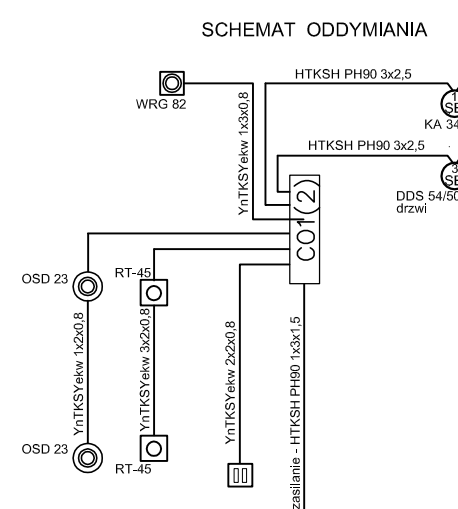 SCHEMAT ODDYMIANIA
HTKSH PH90 3x2,5
WRG 82
YnTKSYekw 1x3x0,8
1
KA 34
HTKSH PH90 3x2,5
3
DDS 54/50
drzwi
CO1(2)
OSD 23
RT-45
YnTKSYekw 1x2x0,8
YnTKSYekw 3x2x0,8
YnTKSYekw 2x2x0,8
zasilanie - HTKSH PH90 1x3x1,5
OSD 23
RT-45